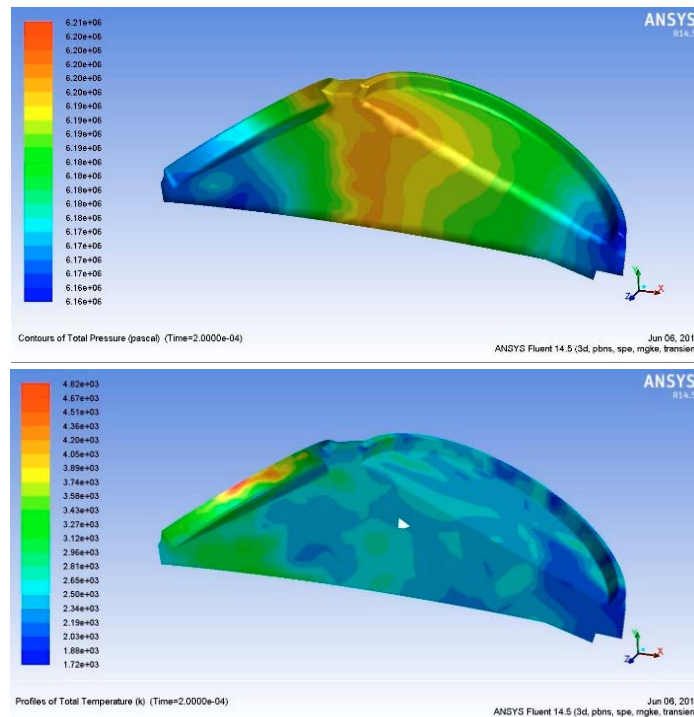 6.21e+06
6.20e+06
6.20e+06
6.20e+06
6.20e+06
6.19e+06
6.19e+06
6.19e+06
6.19e+06
6.18e+06
6.18e+06
6.18e+06
6.18e+06
6.18e+06
6.17e+06
6.17e+06
6.17e+06
6.17e+06
6.16e+06
6.16e+06
ANSYS
R14.5
Y
Z X
Contours of Total Pressure (pascal) (Time=2.0000e-04)
Jun 06, 201
ANSYS Fluent 14.5 (3d, pbns, spe, rngke, transien
4.82e+03
4.67e+03
4.51e+03
4.36e+03
4.20e+03
4.05e+03
3.89e+03
3.74e+03
3.58e+03
3.43e+03
3.27e+03
3.12e+03
2.96e+03
2.81e+03
2.65e+03
2.50e+03
2.34e+03
2.19e+03
2.03e+03
1.88e+03
1.72e+03
ANSYS
R14.5
Y
Z X
Profiles of Total Temperature (k) (Time=2.0000e-04)
Jun 06, 201
ANSYS Fluent 14.5 (3d, pbns, spe, rngke, transien